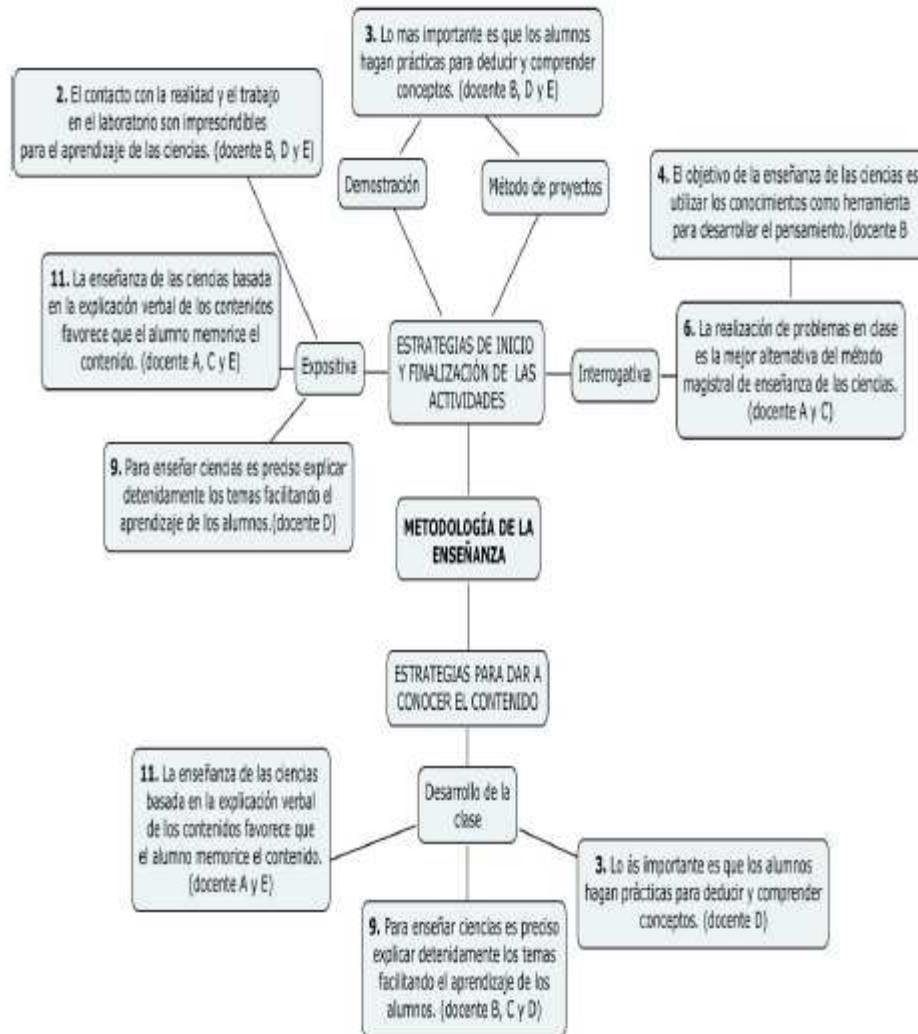 3. Lo mas importante es que los alumnos
hagan prácticas para deducir y comprender
conceptos. (docente B, D y E)
2. El contacto con la realidad y el trabajo
en el laboratorio son imprescindibles
para el aprendizaje de las ciencias. (docente B, D y E)
Demostración
Método de proyectos
4. El objetivo de la enseñanza de las ciencias es
utilizar los conocimientos como herramienta
para desarrollar el pensamiento.(docente B
11. La enseñanza de las ciencias basada
en la explicación verbal de los contenidos
favorece que el alumno memorice el
contenido. (docente A, C y E)
Expositiva
ESTRATEGIAS DE INICIO
Y FINALIZACIÓN DE LAS
ACTIVIDADES
Interrogativa
6. La realización de problemas en clase
es la mejor alternativa del método
magistral de enseñanza de las ciencias.
(docente A y C)
9. Para enseñar ciencias es preciso explicar
detenidamente los temas facilitando el
aprendizaje de los alumnos.(docente D)
METODOLOGÍA DE LA
ENSEÑANZA
ESTRATEGIAS PARA DAR A
CONOCER EL CONTENIDO
11. La enseñanza de las ciencias
basada en la explicación verbal
de los contenidos favorece que
el alumno memorice el contenido.
(docente A y E)
Desarrollo de la
clase
3. Lo ás importante es que los alumnos
hagan prácticas para deducir y comprender
conceptos. (docente D)
9. Para enseñar ciencias es preciso
explicar detenidamente los temas
facilitando el aprendizaje de los
alumnos. (docente B, C y D)